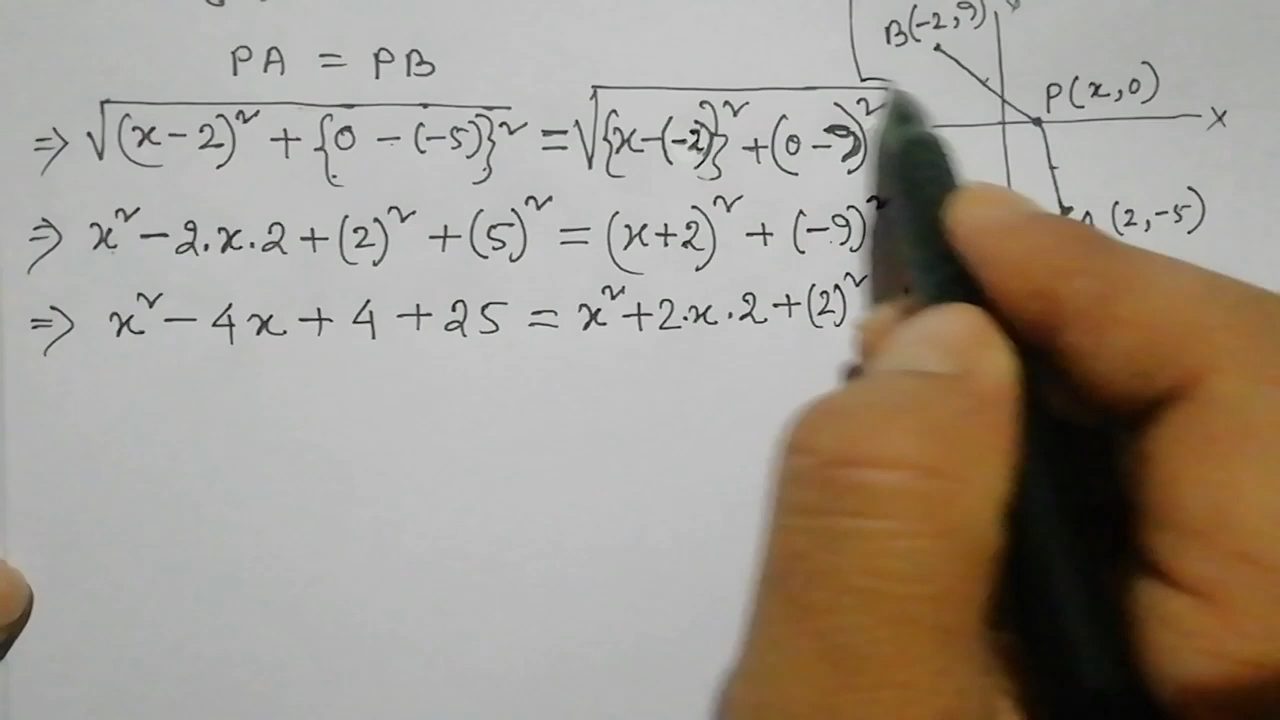 PA = PB
⇒ √(x-2)² + {0-(-5)}² = √{x-(-2)}² + (0-9)²
⇒ x² - 2.x.2 + (2)² + (5)² = (x+2)² + (-9)²
⇒ x² - 4x + 4 + 25 = x² + 2.x.2 + (2)²
B(-2,9)
P(x,0)
X
A (2,-5)